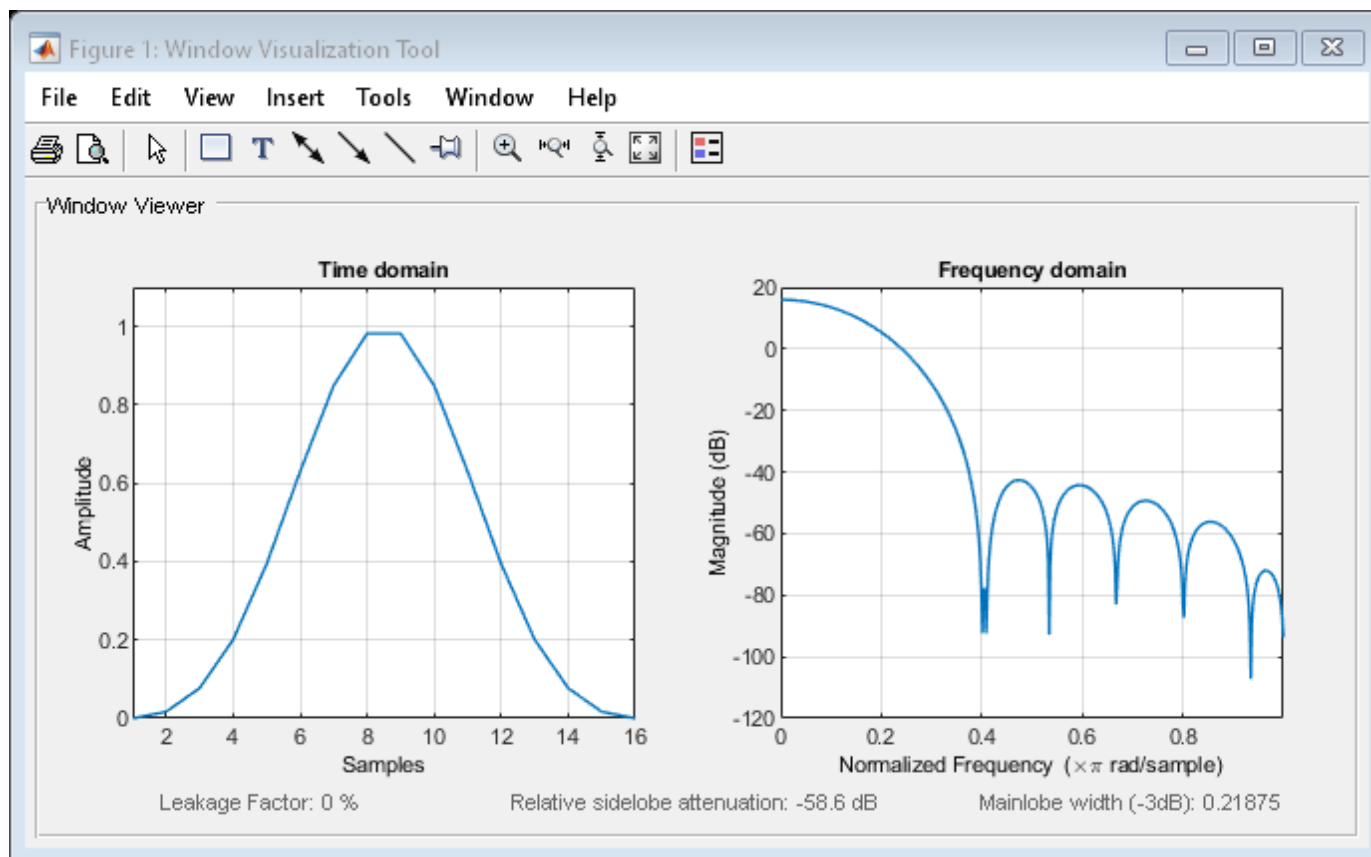 Figure 1: Window Visualization Tool
File Edit View Insert Tools Window Help
T
Window Viewer
Time domain
1
0.8
0.6
0.4
0.2
0
Amplitude
2 4 6 8 10 12 14 16
Samples
Frequency domain
20
0
-20
-40
-60
-80
-100
-120
Magnitude (dB)
0 0.2 0.4 0.6 0.8
Normalized Frequency (×π rad/sample)
Leakage Factor: 0 % Relative sidelobe attenuation: -58.6 dB Mainlobe width (-3dB): 0.21875